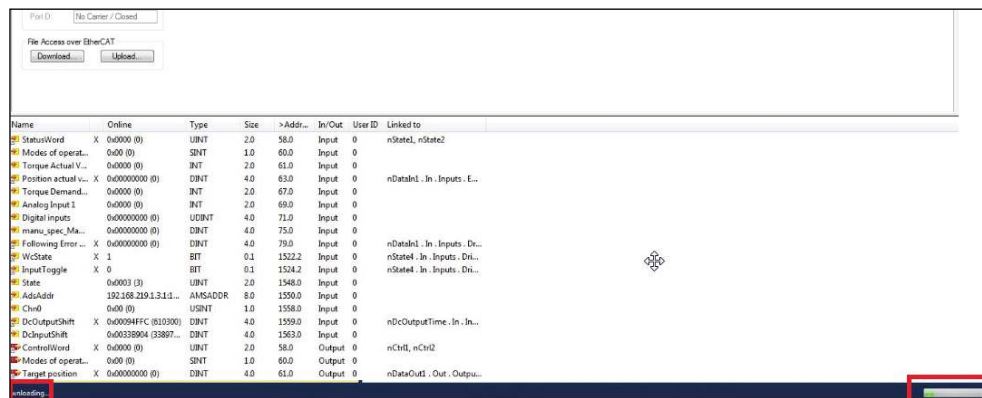 Port D: No Carrier / Closed
File Access over EtherCAT
Download... Upload...
Name Online Type Size >Addr... In/Out User ID Linked to
StatusWord X 0x0000 (0) UINT 2.0 58.0 Input 0 nState1, nState2
Modes of operat... 0x00 (0) SINT 1.0 60.0 Input 0
Torque Actual V... 0x0000 (0) INT 2.0 61.0 Input 0
Position actual v... X 0x00000000 (0) DINT 4.0 63.0 Input 0 nDataIn1 . In . Inputs . E...
Torque Demand... 0x0000 (0) INT 2.0 67.0 Input 0
Analog Input 1 0x0000 (0) INT 2.0 69.0 Input 0
Digital inputs 0x00000000 (0) UDINT 4.0 71.0 Input 0
manu_spec_Ma... 0x00000000 (0) DINT 4.0 75.0 Input 0
Following Error ... X 0x00000000 (0) DINT 4.0 79.0 Input 0 nDataIn1 . In . Inputs . Dr...
WcState X 1 BIT 0.1 1522.2 Input 0 nState4 . In . Inputs . Dri...
InputToggle X 0 BIT 0.1 1524.2 Input 0 nState4 . In . Inputs . Dri...
State 0x0003 (3) UINT 2.0 1548.0 Input 0
AdsAddr 192.168.219.1.3.1:1... AMSADDR 8.0 1550.0 Input 0
Chn0 0x00 (0) USINT 1.0 1558.0 Input 0
DcOutputShift X 0x00094FFC (610300) DINT 4.0 1559.0 Input 0 nDcOutputTime . In . In...
DcInputShift 0x00338904 (33897... DINT 4.0 1563.0 Input 0
ControlWord X 0x0000 (0) UINT 2.0 58.0 Output 0 nCtrl1, nCtrl2
Modes of operat... 0x00 (0) SINT 1.0 60.0 Output 0
Target position X 0x00000000 (0) DINT 4.0 61.0 Output 0 nDataOut1 . Out . Outpu...
wnloading...